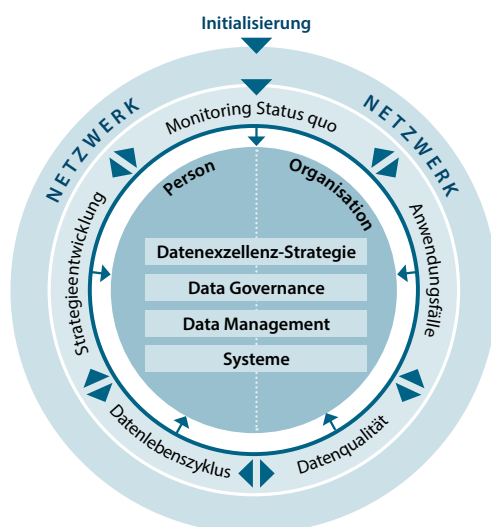 Initialisierung
NETZWERK
NETZWERK
Monitoring Status quo
Person
Organisation
Strategieentwicklung
Anwendungsfälle
Datenexzellenz-Strategie
Data Governance
Data Management
Systeme
Datenlebenszyklus
Datenqualität